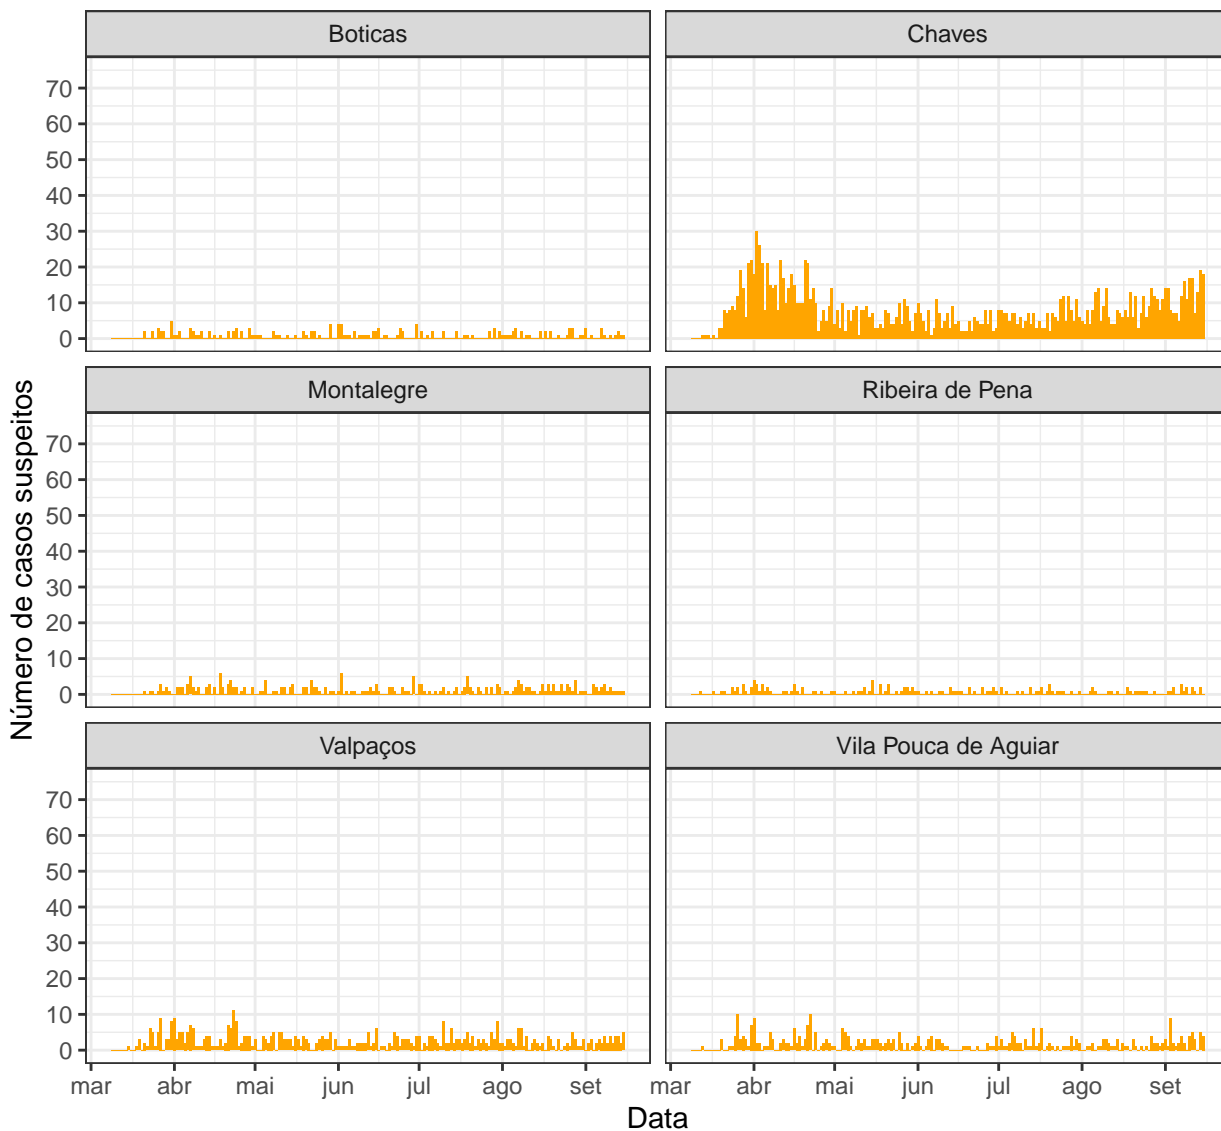 Boticas
Chaves
70
60
50
40
30
20
10
0
Montalegre
Ribeira de Pena
70
60
50
40
30
20
10
0
Número de casos suspeitos
Valpaços
Vila Pouca de Aguiar
70
60
50
40
30
20
10
0
mar abr mai jun jul ago set mar abr mai jun jul ago set
Data